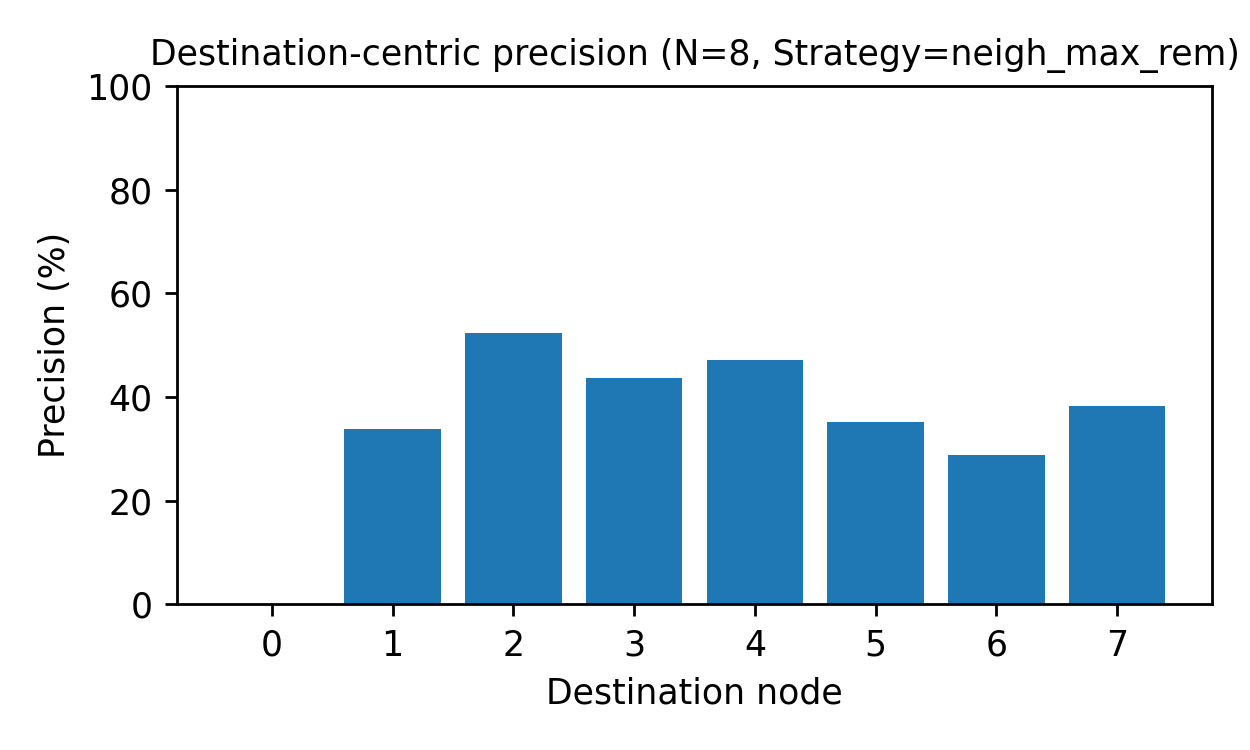 Destination-centric precision (N=8, Strategy=neigh_max_rem)
100
80
60
40
20
0
Precision (%)
0 1 2 3 4 5 6 7
Destination node